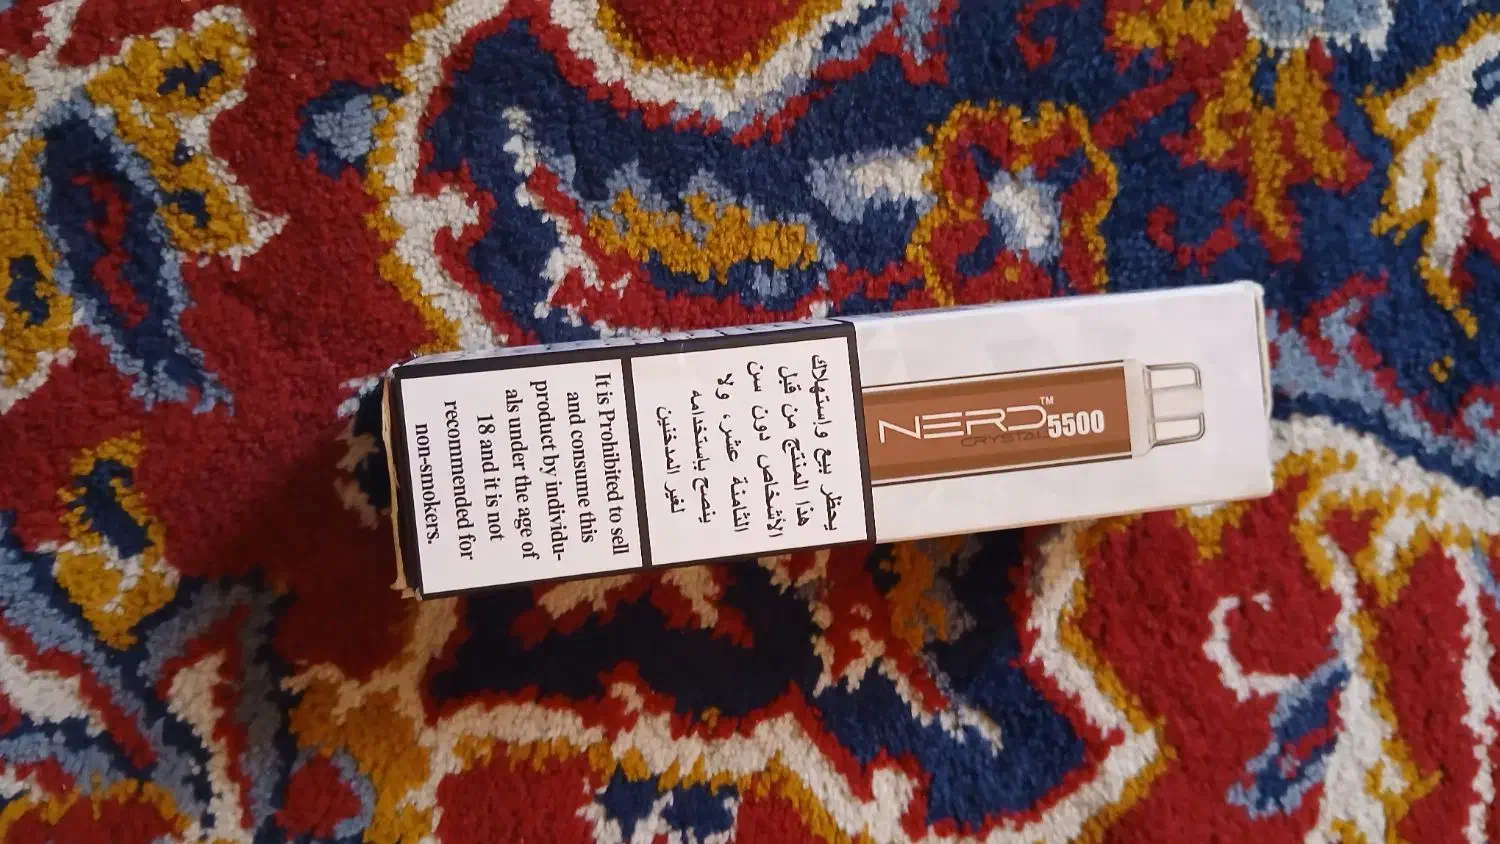 It is Prohibited to sell
and consume this
product by individu-
als under the age of
18 and it is not
recommended for
non-smokers.
يحظر بيع وإستهلاك
هذا المنتج من قبل
الأشخاص دون سن
الثامنة عشر، ولا
ينصح باستخدامه
لغير المدخنين
NERD™
CRYSTAL 5500